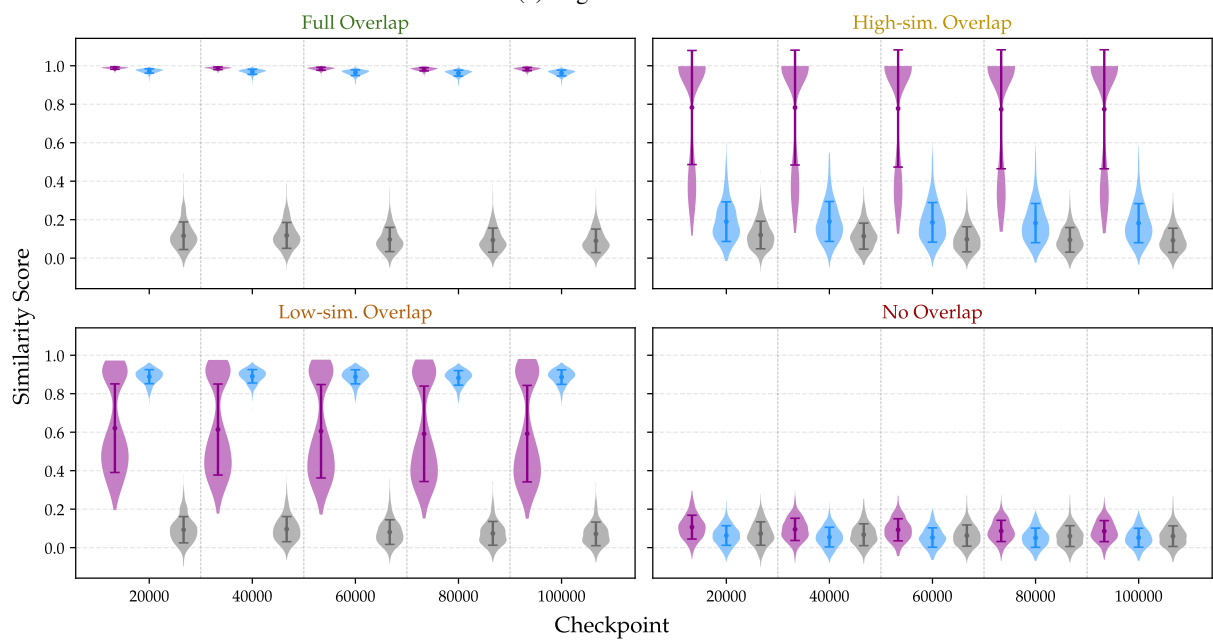 Full Overlap
High-sim. Overlap
1.0
0.8
0.6
0.4
0.2
0.0
Low-sim. Overlap
No Overlap
1.0
0.8
0.6
0.4
0.2
0.0
20000 40000 60000 80000 100000
20000 40000 60000 80000 100000
Similarity Score
Checkpoint